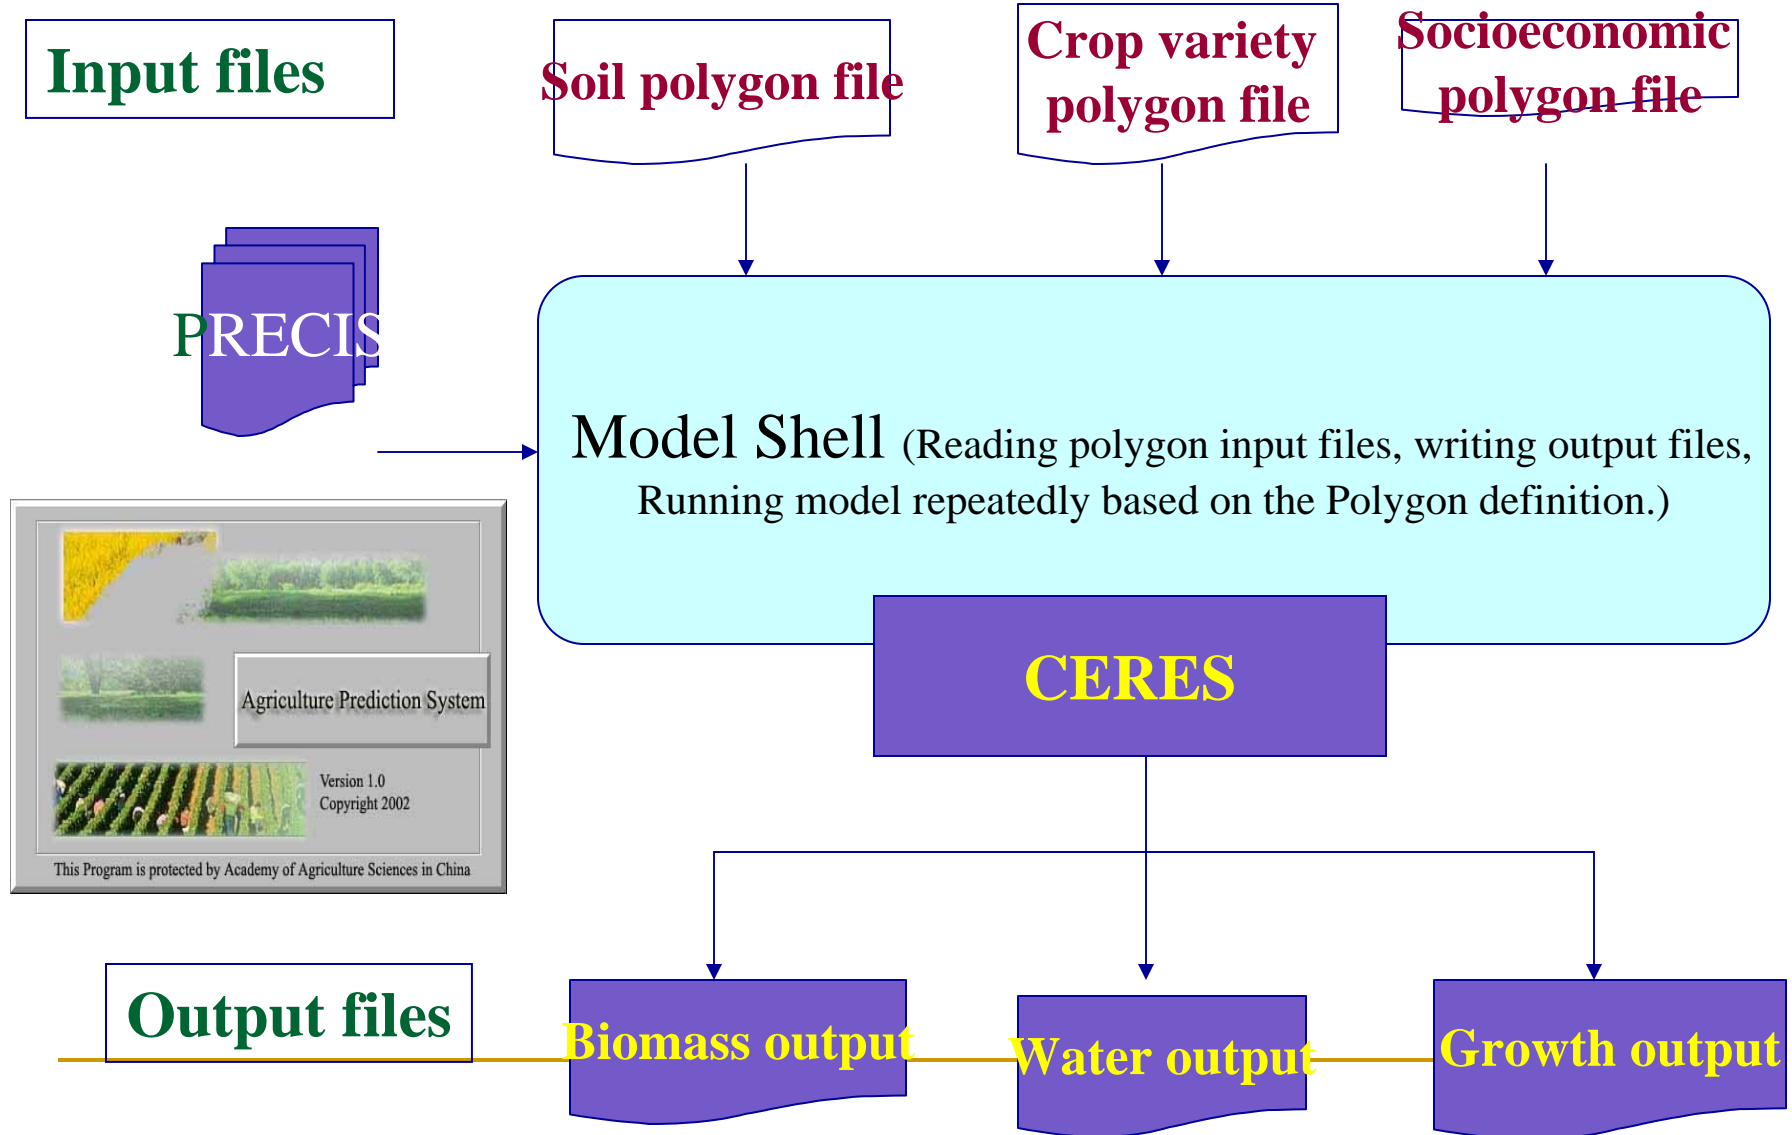 Input files
Soil polygon file
Crop variety
polygon file
Socioeconomic
polygon file
PRECIS
Model Shell (Reading polygon input files, writing output files,
Running model repeatedly based on the Polygon definition.)
CERES
Agriculture Prediction System
Version 1.0
Copyright 2002
This Program is protected by Academy of Agriculture Sciences in China
Output files
Biomass output
Water output
Growth output